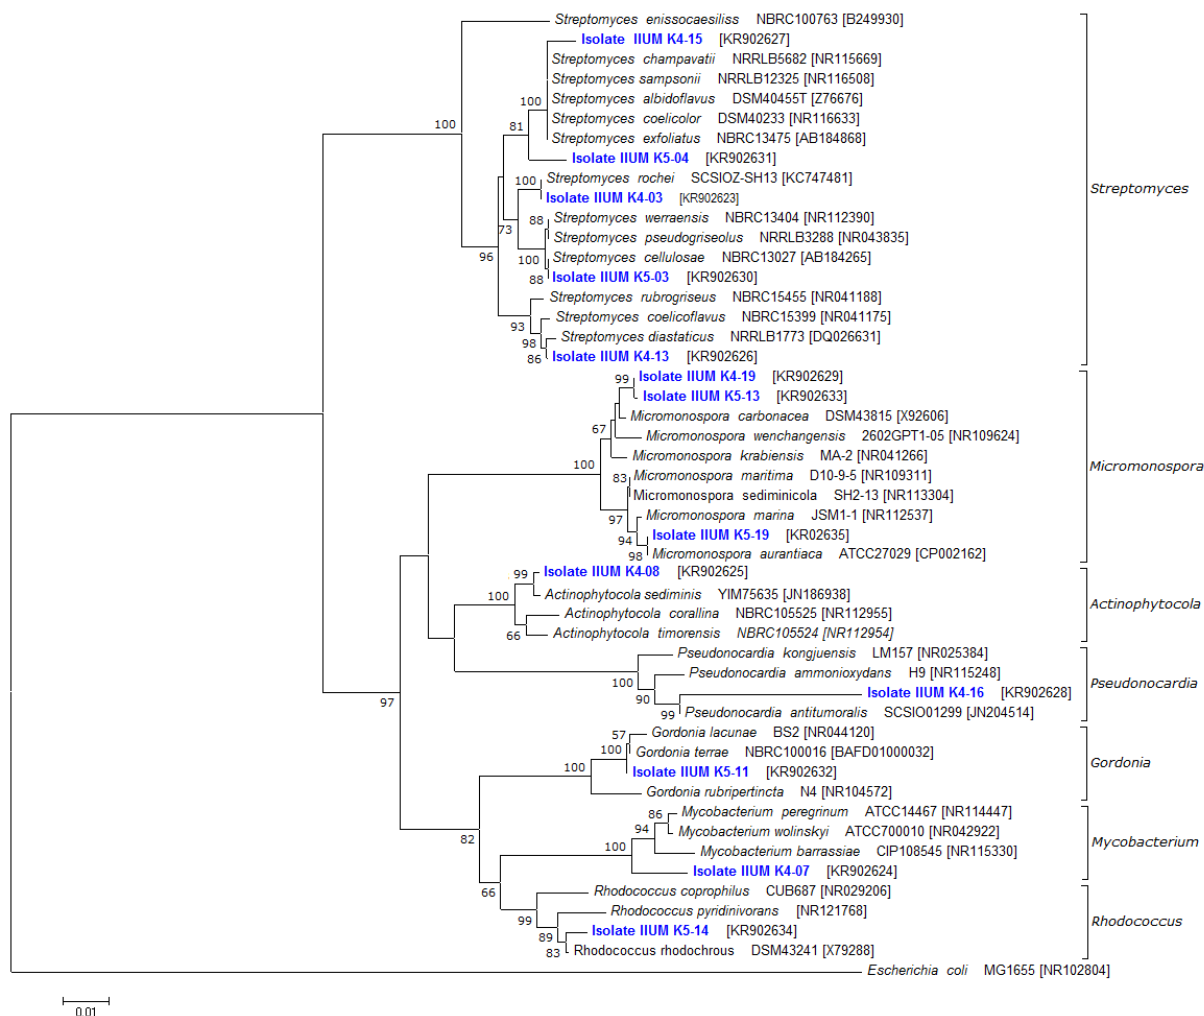 Streptomyces enissocaesiliss NBRC100763 [B249930]
Isolate IIUM K4-15 [KR902627]
Streptomyces champavatii NRRLB5682 [NR115669]
Streptomyces sampsonii NRRLB12325 [NR116508]
100 Streptomyces albidoflavus DSM40455T [Z76676]
Streptomyces coelicolor DSM40233 [NR116633]
100 81 Streptomyces exfoliatus NBRC13475 [AB184868]
Isolate IIUM K5-04 [KR902631]
100 Streptomyces rochei SCSIOZ-SH13 [KC747481]
Streptomyces
Isolate IIUM K4-03 [KR902623]
88 Streptomyces werraensis NBRC13404 [NR112390]
73 Streptomyces pseudogriseolus NRRLB3288 [NR043835]
96 100 Streptomyces cellulosae NBRC13027 [AB184265]
88 Isolate IIUM K5-03 [KR902630]
Streptomyces rubrogriseus NBRC15455 [NR041188]
93 Streptomyces coelicoflavus NBRC15399 [NR041175]
98 Streptomyces diastaticus NRRLB1773 [DQ026631]
86 Isolate IIUM K4-13 [KR902626]
99 Isolate IIUM K4-19 [KR902629]
Isolate IIUM K5-13 [KR902633]
Micromonospora carbonacea DSM43815 [X92606]
67 Micromonospora wenchangensis 2602GPT1-05 [NR109624]
Micromonospora krabiensis MA-2 [NR041266]
Micromonospora
100 83 Micromonospora maritima D10-9-5 [NR109311]
Micromonospora sediminicola SH2-13 [NR113304]
97 Micromonospora marina JSM1-1 [NR112537]
94 Isolate IIUM K5-19 [KR02635]
98 Micromonospora aurantiaca ATCC27029 [CP002162]
99 Isolate IIUM K4-08 [KR902625]
100 Actinophytocola sediminis YIM75635 [JN186938]
Actinophytocola
Actinophytocola corallina NBRC105525 [NR112955]
66 Actinophytocola timorensis NBRC105524 [NR112954]
Pseudonocardia kongjuensis LM157 [NR025384]
100 Pseudonocardia ammonioxydans H9 [NR115248]
Pseudonocardia
97 90 Isolate IIUM K4-16 [KR902628]
99 Pseudonocardia antitumoralis SCSIO01299 [JN204514]
57 Gordonia lacunae BS2 [NR044120]
100 Gordonia terrae NBRC100016 [BAFD01000032]
Gordonia
100 Isolate IIUM K5-11 [KR902632]
Gordonia rubripertincta N4 [NR104572]
86 Mycobacterium peregrinum ATCC14467 [NR114447]
82 94 Mycobacterium wolinskyi ATCC700010 [NR042922]
Mycobacterium
100 Mycobacterium barrassiae CIP108545 [NR115330]
Isolate IIUM K4-07 [KR902624]
66 Rhodococcus coprophilus CUB687 [NR029206]
99 Rhodococcus pyridinivorans [NR121768]
Rhodococcus
89 Isolate IIUM K5-14 [KR902634]
83 Rhodococcus rhodochrous DSM43241 [X79288]
Escherichia coli MG1655 [NR102804]
0.01